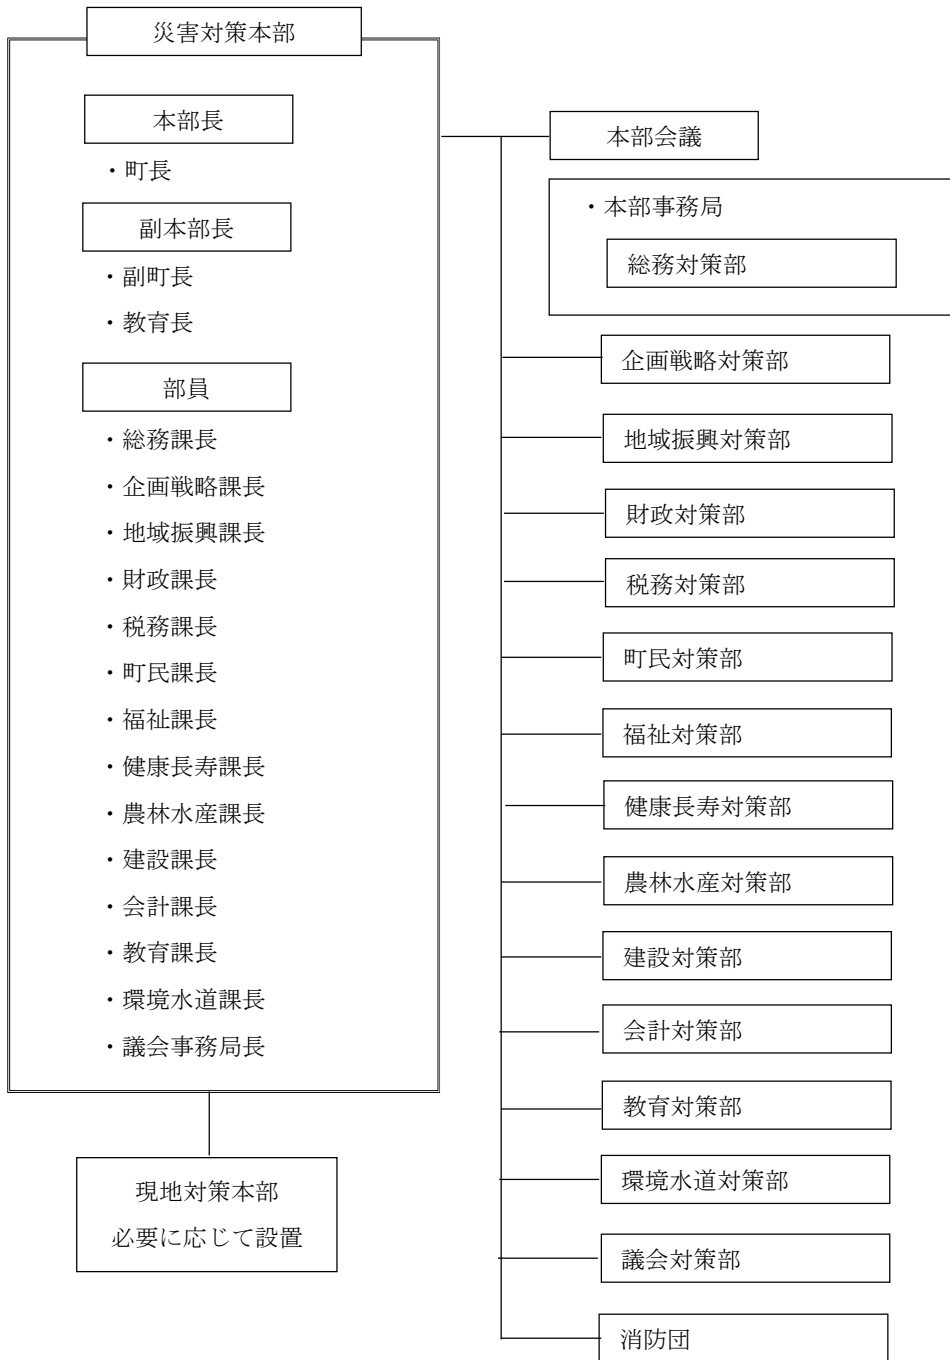 災害対策本部
本部長
・町長
副本部長
・副町長
・教育長
部員
・総務課長
・企画戦略課長
・地域振興課長
・財政課長
・税務課長
・町民課長
・福祉課長
・健康長寿課長
・農林水産課長
・建設課長
・会計課長
・教育課長
・環境水道課長
・議会事務局長
現地対策本部
必要に応じて設置
本部会議
・本部事務局
総務対策部
企画戦略対策部
地域振興対策部
財政対策部
税務対策部
町民対策部
福祉対策部
健康長寿対策部
農林水産対策部
建設対策部
会計対策部
教育対策部
環境水道対策部
議会対策部
消防団